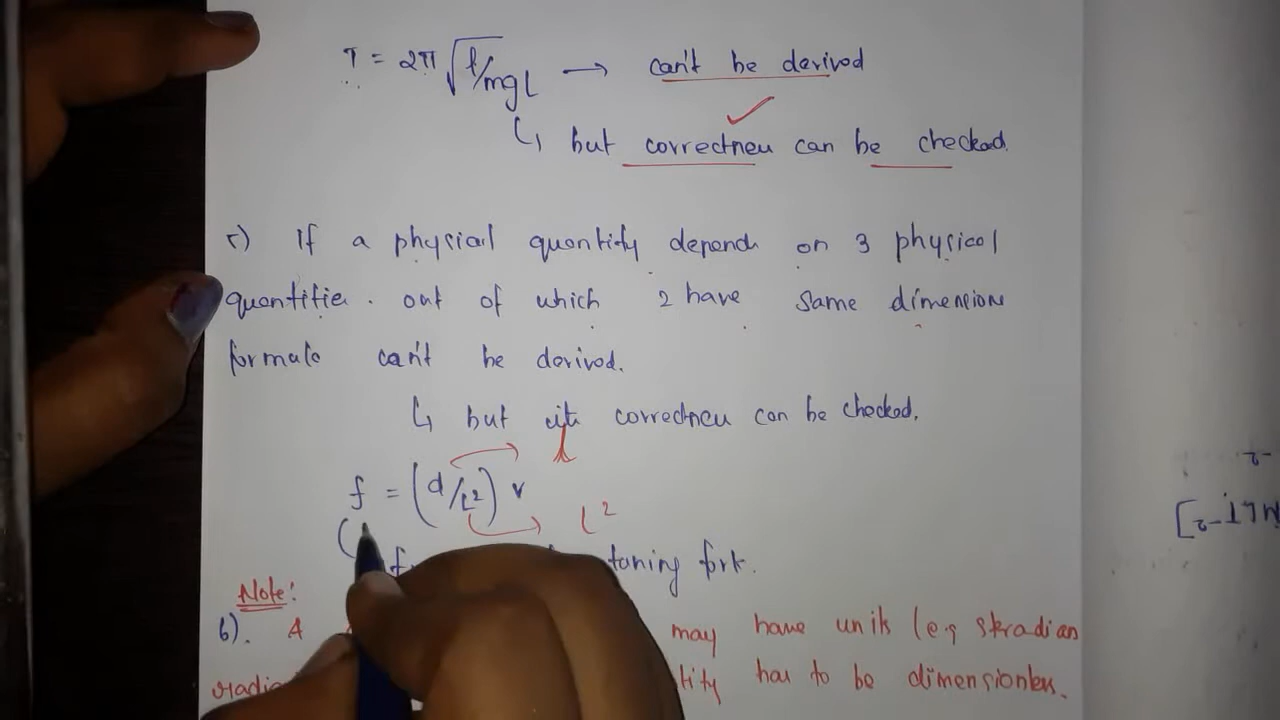 T = 2π √I/mgL → can't be derived
↳ but correctness can be checked.
5) If a physical quantity depends on 3 physical
quantities. out of which 2 have same dimensions
formula can't be derived.
↳ but its correctness can be checked.
f = (d/L²) v
L²
tuning fork.
Note:
6). A may have units (e.g steradian
tity has to be dimensionless.